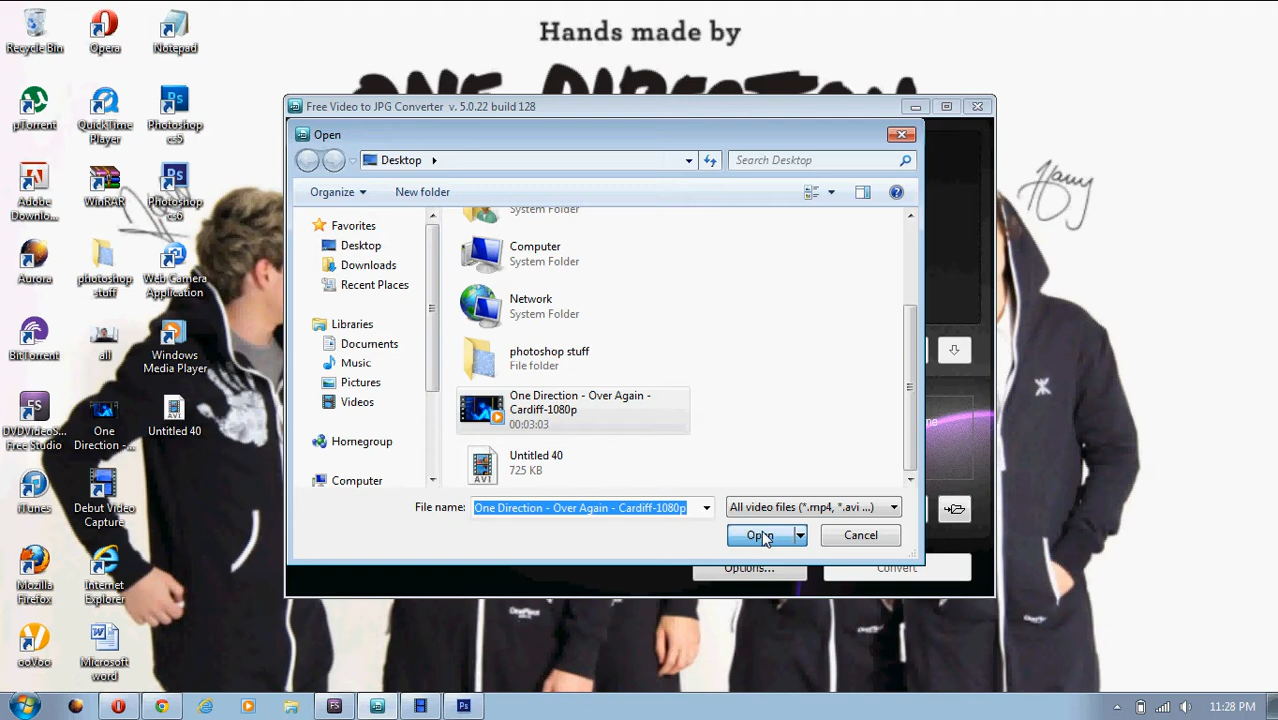 Hands made by
ONE DIRECTION
Recycle Bin
Opera
Notepad
µTorrent
QuickTime
Player
Photoshop
cs5
Adobe
Downlo...
WinRAR
Photoshop
cs6
Aurora
photoshop
stuff
Web Camera
Application
BitTorrent
all
Windows
Media Player
DVDVideoS...
Free Studio
One
Direction -...
Untitled 40
iTunes
Debut Video
Capture
Mozilla
Firefox
Internet
Explorer
ooVoo
Microsoft
word
Free Video to JPG Converter v. 5.0.22 build 128
Open
Desktop
Search Desktop
Organize
New folder
Favorites
Desktop
Downloads
Recent Places
Libraries
Documents
Music
Pictures
Videos
Homegroup
Computer
System Folder
Computer
System Folder
Network
System Folder
photoshop stuff
File folder
One Direction - Over Again -
Cardiff-1080p
00:03:03
Untitled 40
725 KB
File name:
One Direction - Over Again - Cardiff-1080p
All video files (*.mp4, *.avi ...)
Open
Cancel
Options...
Convert
Harry
11:28 PM